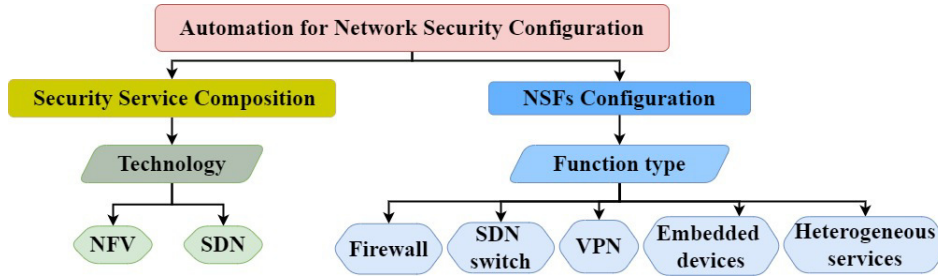 Automation for Network Security Configuration
Security Service Composition
NSFs Configuration
Technology
Function type
NFV
SDN
Firewall
SDN
switch
VPN
Embedded
devices
Heterogeneous
services